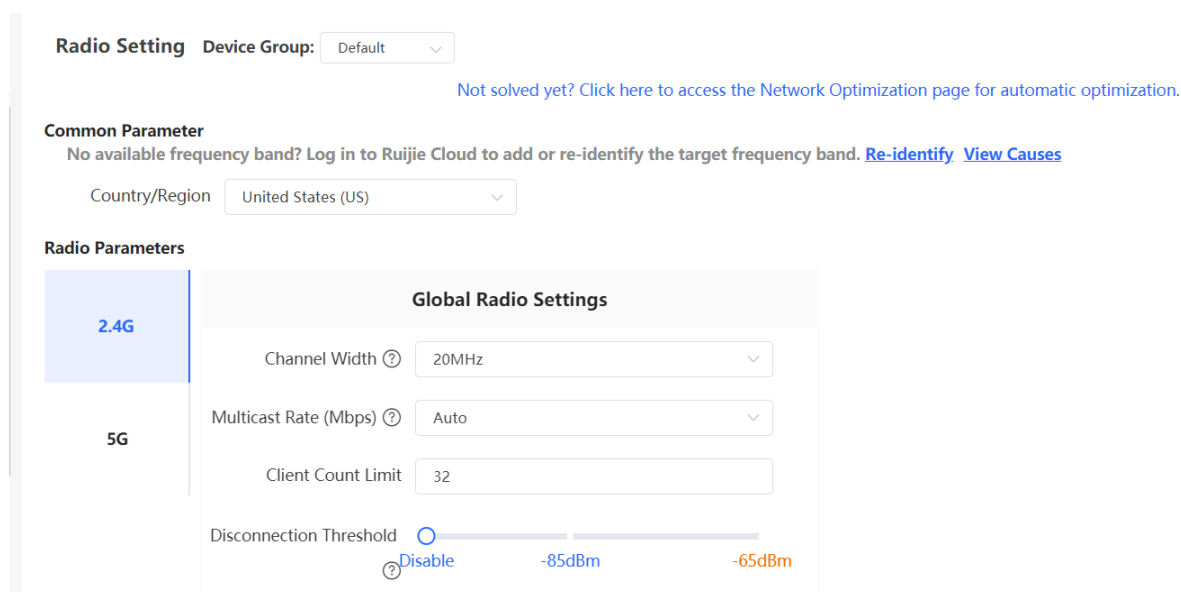 Radio Setting Device Group: Default
Not solved yet? Click here to access the Network Optimization page for automatic optimization.
Common Parameter
No available frequency band? Log in to Ruijie Cloud to add or re-identify the target frequency band. Re-identify View Causes
Country/Region United States (US)
Radio Parameters
Global Radio Settings
2.4G
Channel Width ? 20MHz
Multicast Rate (Mbps) ? Auto
5G
Client Count Limit 32
Disconnection Threshold
? Disable -85dBm -65dBm